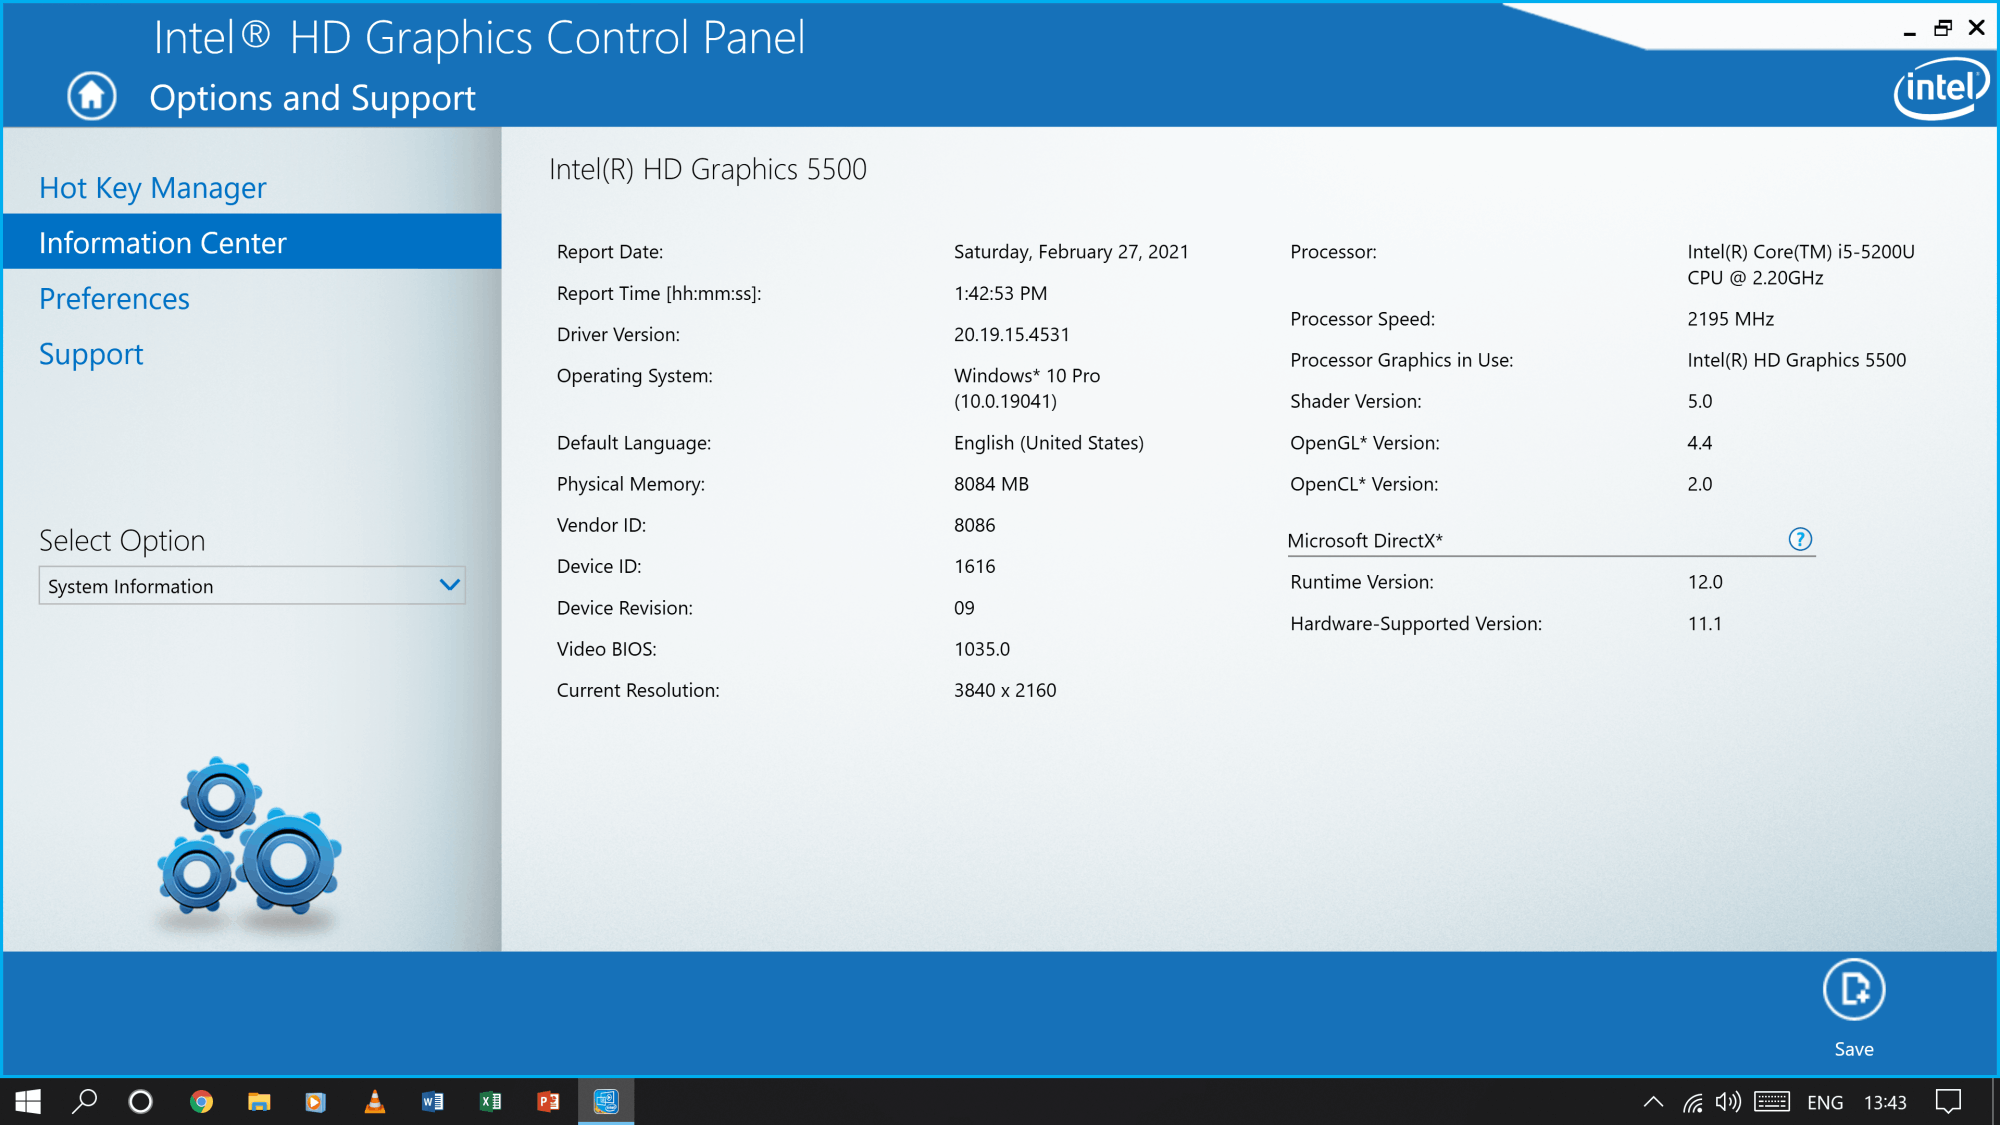 Intel® HD Graphics Control Panel
Options and Support
intel
Hot Key Manager
Information Center
Preferences
Support
Select Option
System Information
Intel(R) HD Graphics 5500
Report Date: Saturday, February 27, 2021
Report Time [hh:mm:ss]: 1:42:53 PM
Driver Version: 20.19.15.4531
Operating System: Windows* 10 Pro
(10.0.19041)
Default Language: English (United States)
Physical Memory: 8084 MB
Vendor ID: 8086
Device ID: 1616
Device Revision: 09
Video BIOS: 1035.0
Current Resolution: 3840 x 2160
Processor: Intel(R) Core(TM) i5-5200U
CPU @ 2.20GHz
Processor Speed: 2195 MHz
Processor Graphics in Use: Intel(R) HD Graphics 5500
Shader Version: 5.0
OpenGL* Version: 4.4
OpenCL* Version: 2.0
Microsoft DirectX* ?
Runtime Version: 12.0
Hardware-Supported Version: 11.1
Save
ENG 13:43